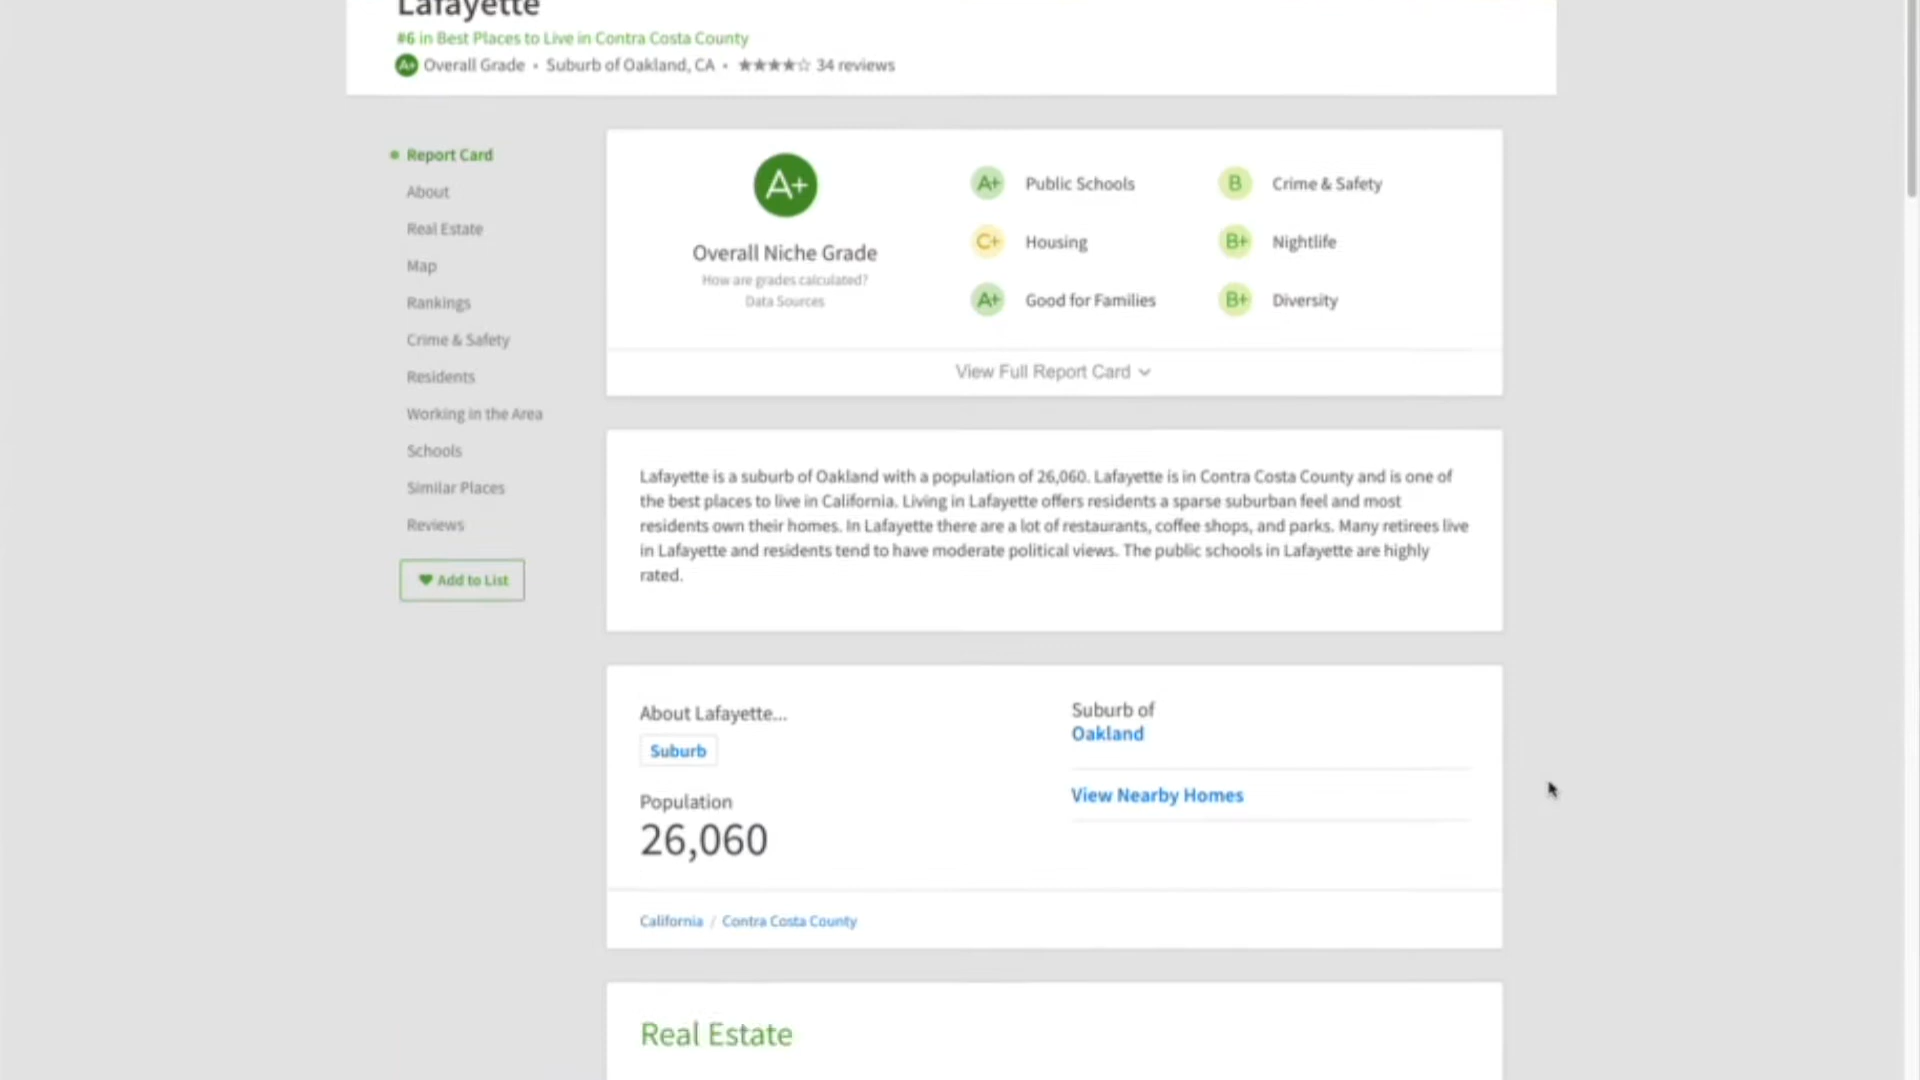 Lafayette
#6 in Best Places to Live in Contra Costa County
A+ Overall Grade • Suburb of Oakland, CA • ★★★★☆ 34 reviews
Report Card
About
Real Estate
Map
Rankings
Crime & Safety
Residents
Working in the Area
Schools
Similar Places
Reviews
Add to List
A+
Overall Niche Grade
How are grades calculated?
Data Sources
A+ Public Schools
C+ Housing
A+ Good for Families
B Crime & Safety
B+ Nightlife
B+ Diversity
View Full Report Card
Lafayette is a suburb of Oakland with a population of 26,060. Lafayette is in Contra Costa County and is one of
the best places to live in California. Living in Lafayette offers residents a sparse suburban feel and most
residents own their homes. In Lafayette there are a lot of restaurants, coffee shops, and parks. Many retirees live
in Lafayette and residents tend to have moderate political views. The public schools in Lafayette are highly
rated.
About Lafayette...
Suburb
Population
26,060
Suburb of
Oakland
View Nearby Homes
California / Contra Costa County
Real Estate